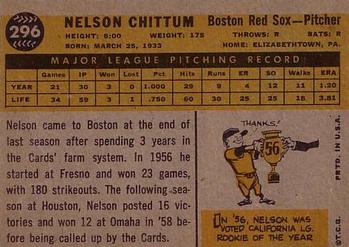 296
NELSON CHITTUM Boston Red Sox—Pitcher
HEIGHT: 6:00 WEIGHT: 175 THROWS: R BATS: R
BORN: MARCH 25, 1933 HOME: ELIZABETHTOWN, PA.
MAJOR LEAGUE PITCHING RECORD
Games IP Won Lost Pct. Hits Runs ER SO BB ERA
YEAR 21 30 3 0 1.000 29 9 4 12 11 1.20
LIFE 34 59 3 1 .750 60 30 25 25 18 3.81
Nelson came to Boston at the end of
last season after spending 3 years in
the Cards' farm system. In 1956 he
started at Fresno and won 23 games,
with 180 strikeouts. The following sea-
son at Houston, Nelson posted 16 vic-
tories and won 12 at Omaha in '58 be-
fore being called up by the Cards.
THANKS!
'56
IN '56, NELSON
WAS VOTED
CALIFORNIA LG.
ROOKIE OF THE YEAR
©T.C.G. PRTD. IN U.S.A.